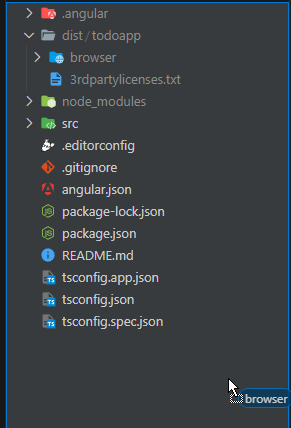 .angular
dist/todoapp
browser
3rdpartylicenses.txt
node_modules
src
.editorconfig
.gitignore
angular.json
package-lock.json
package.json
README.md
tsconfig.app.json
tsconfig.json
tsconfig.spec.json
browser